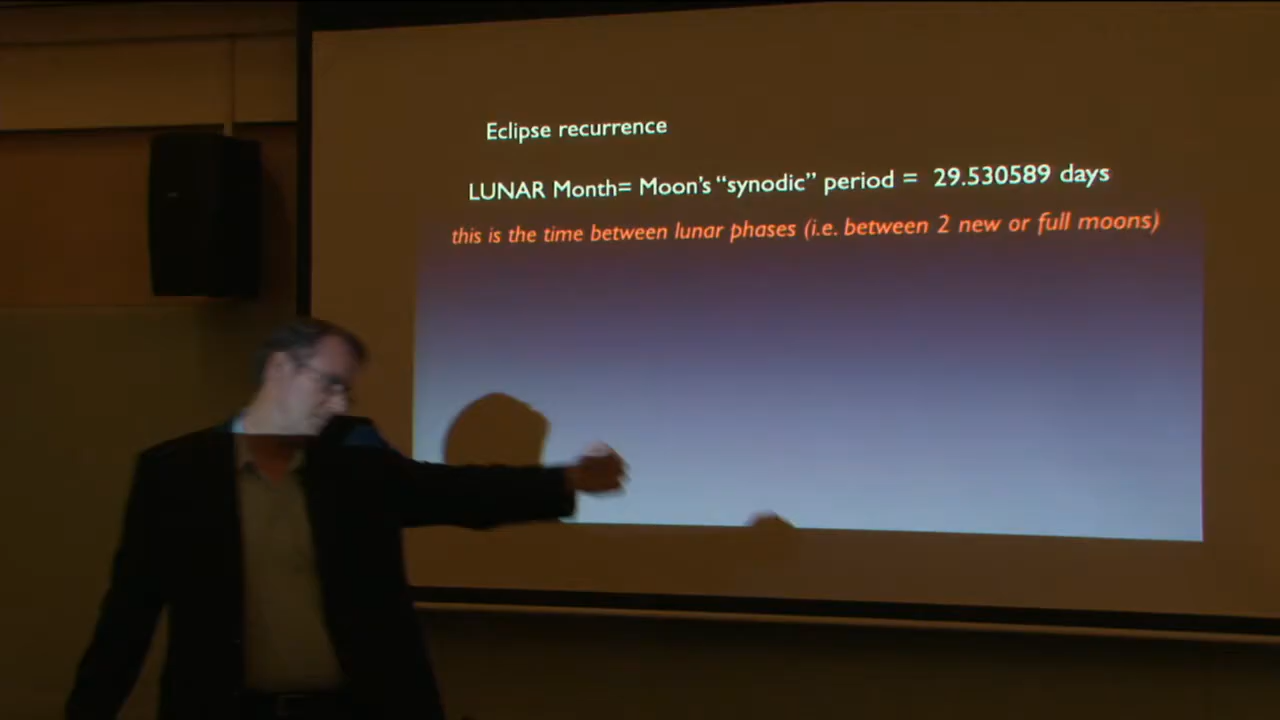 Eclipse recurrence
LUNAR Month= Moon's “synodic” period = 29.530589 days
this is the time between lunar phases (i.e. between 2 new or full moons)